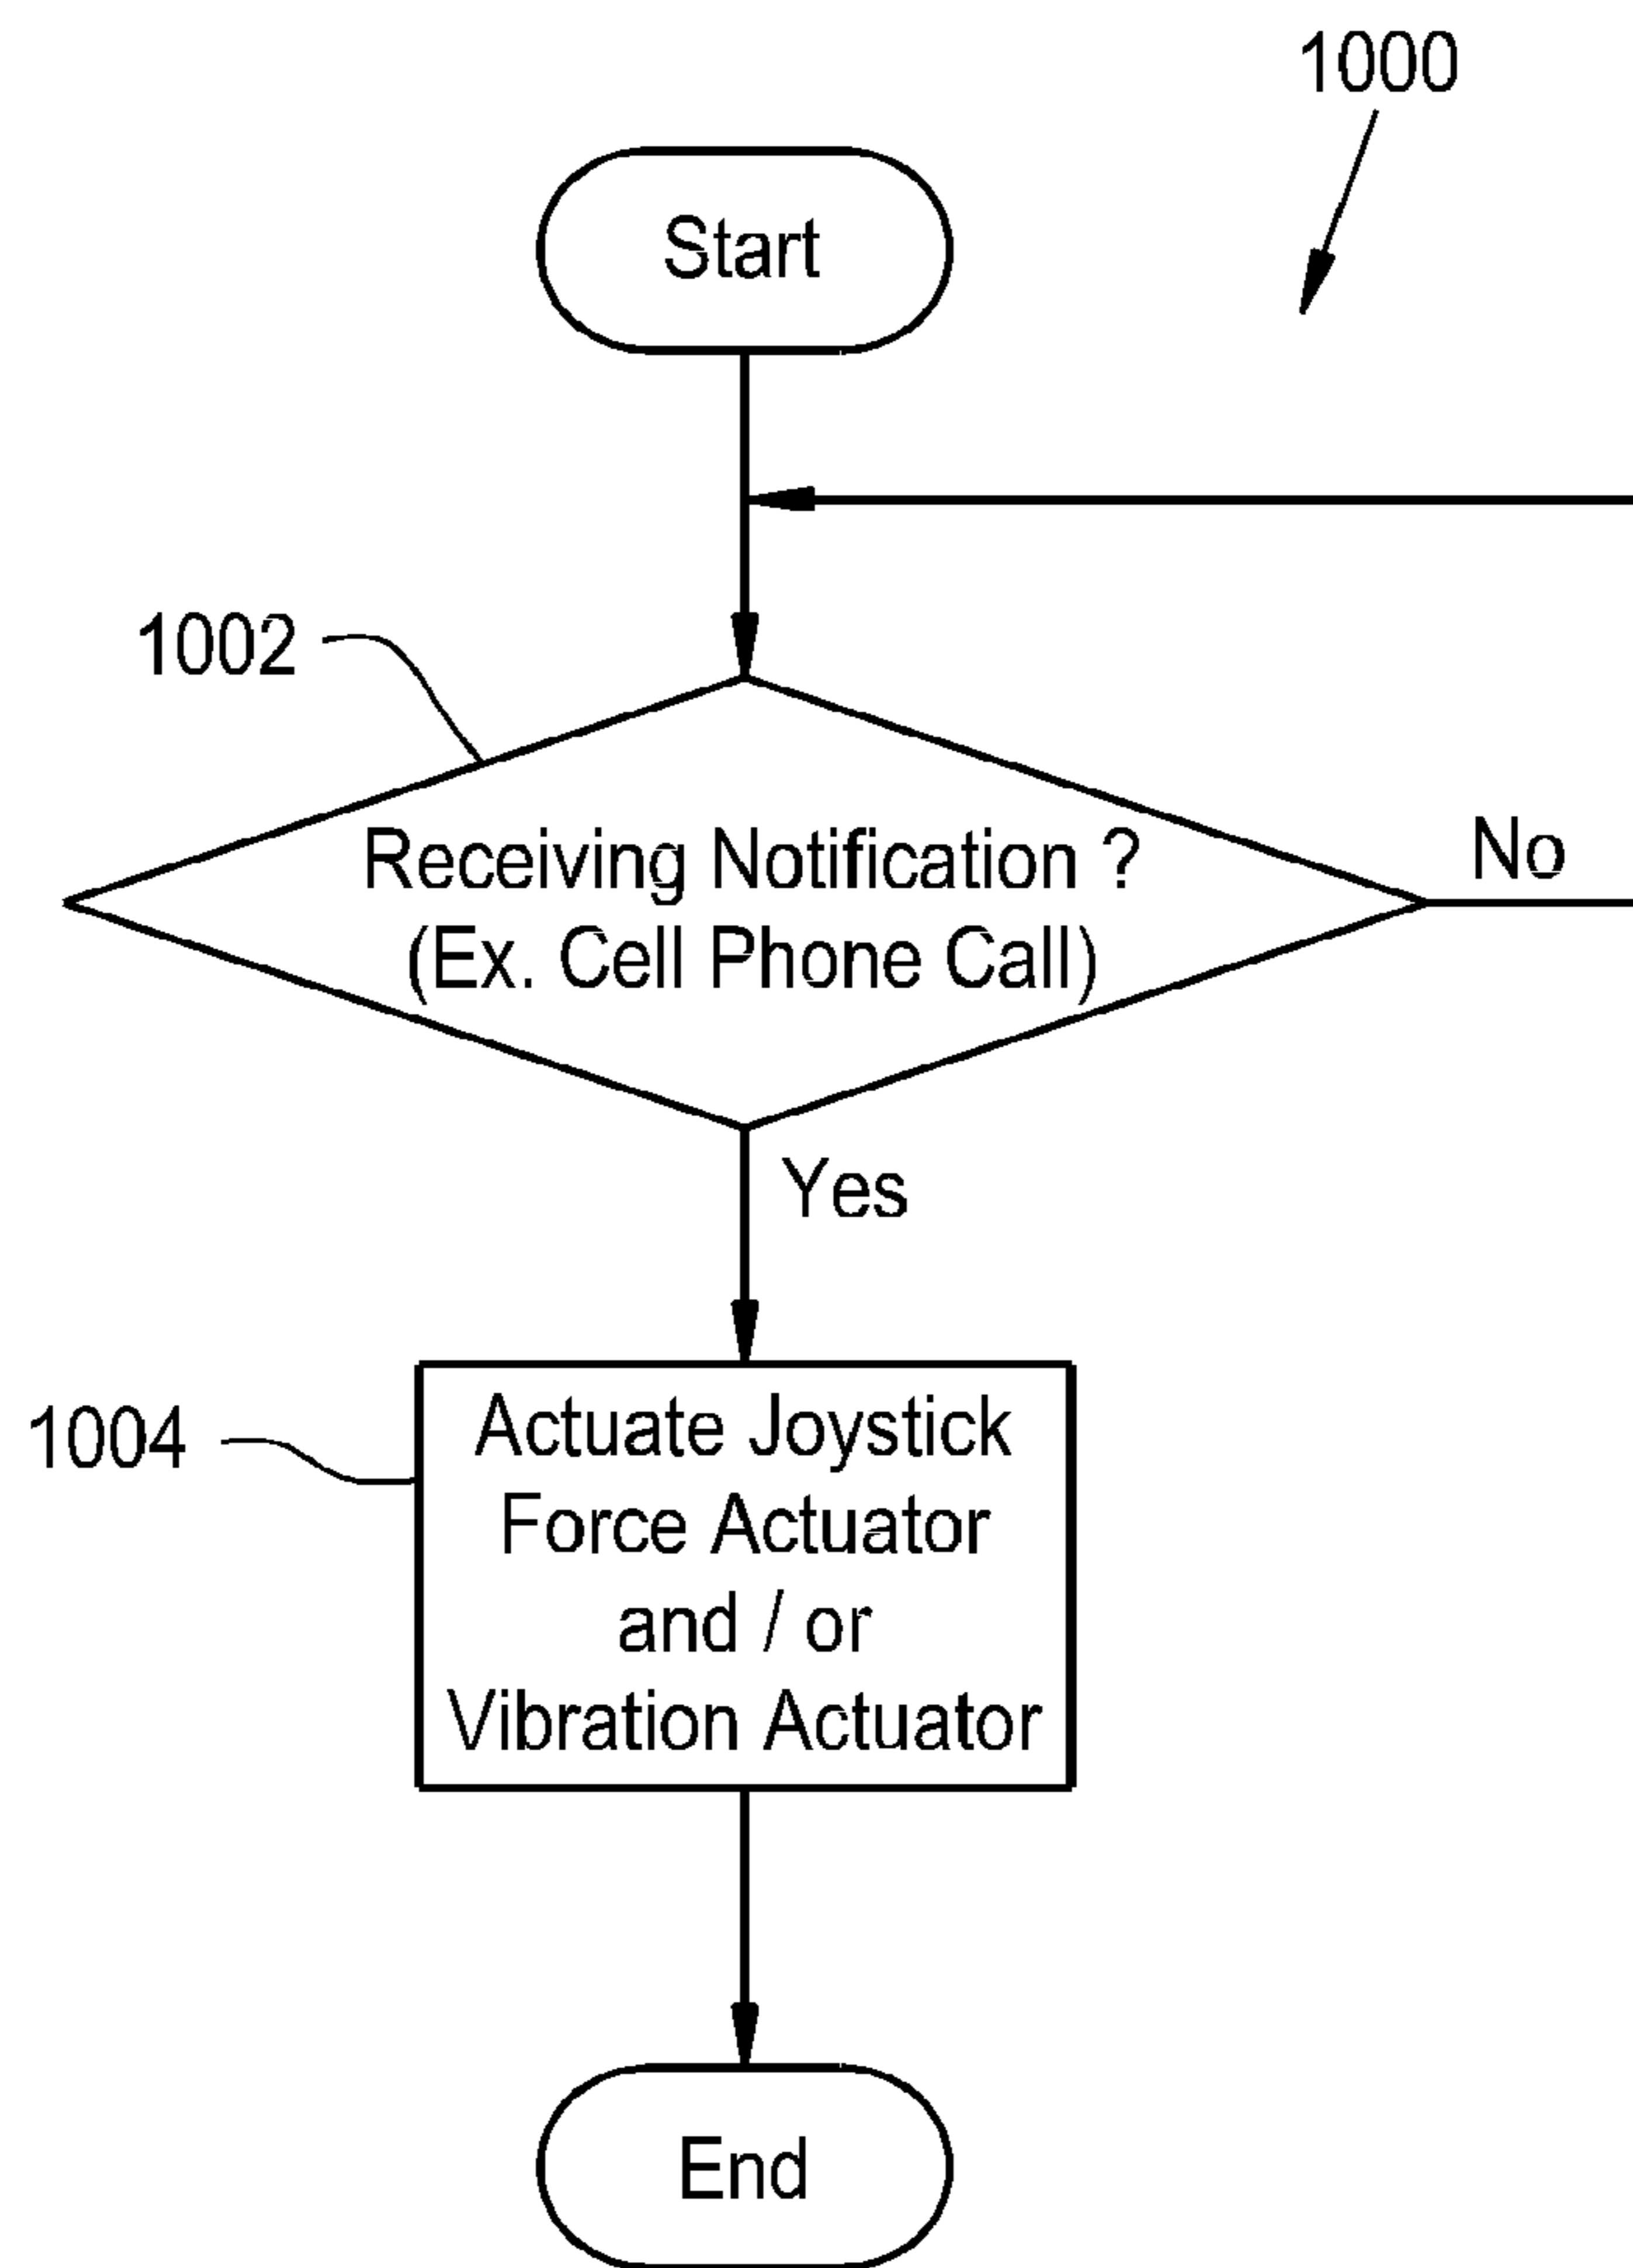 1000
Start
1002
Receiving Notification ?
(Ex. Cell Phone Call)
No
Yes
1004
Actuate Joystick
Force Actuator
and / or
Vibration Actuator
End